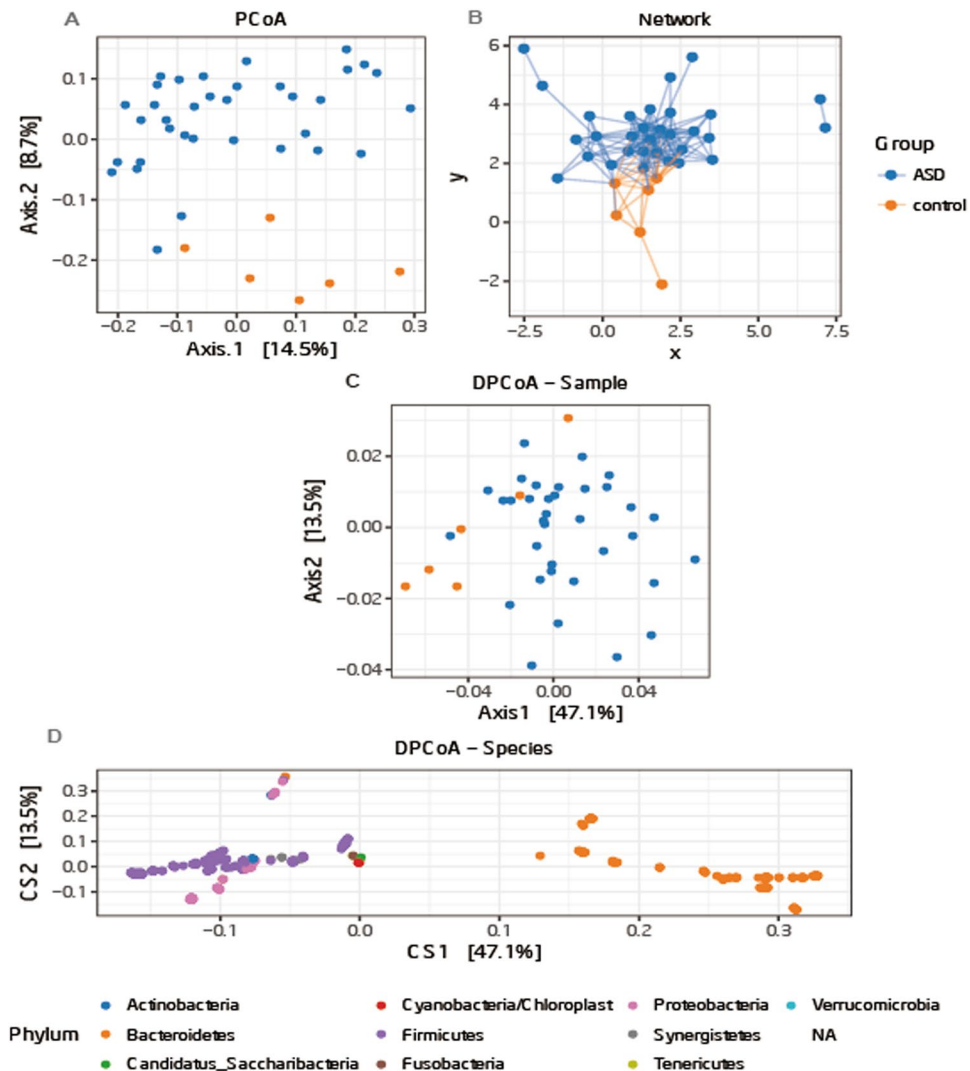 A
PCoA
0.1
0.0
−0.1
−0.2
Axis.2 [8.7%]
−0.2 −0.1 0.0 0.1 0.2 0.3
Axis.1 [14.5%]
B
Network
6
4
2
0
−2
y
−2.5 0.0 2.5 5.0 7.5
x
Group
ASD
control
C
DPCoA – Sample
0.02
0.00
−0.02
−0.04
Axis2 [13.5%]
−0.04 0.00 0.04
Axis1 [47.1%]
D
DPCoA – Species
0.3
0.2
0.1
0.0
−0.1
CS2 [13.5%]
−0.1 0.0 0.1 0.2 0.3
CS1 [47.1%]
Phylum
Actinobacteria
Bacteroidetes
Candidatus_Saccharibacteria
Cyanobacteria/Chloroplast
Firmicutes
Fusobacteria
Proteobacteria
Synergistetes
Tenericutes
Verrucomicrobia
NA